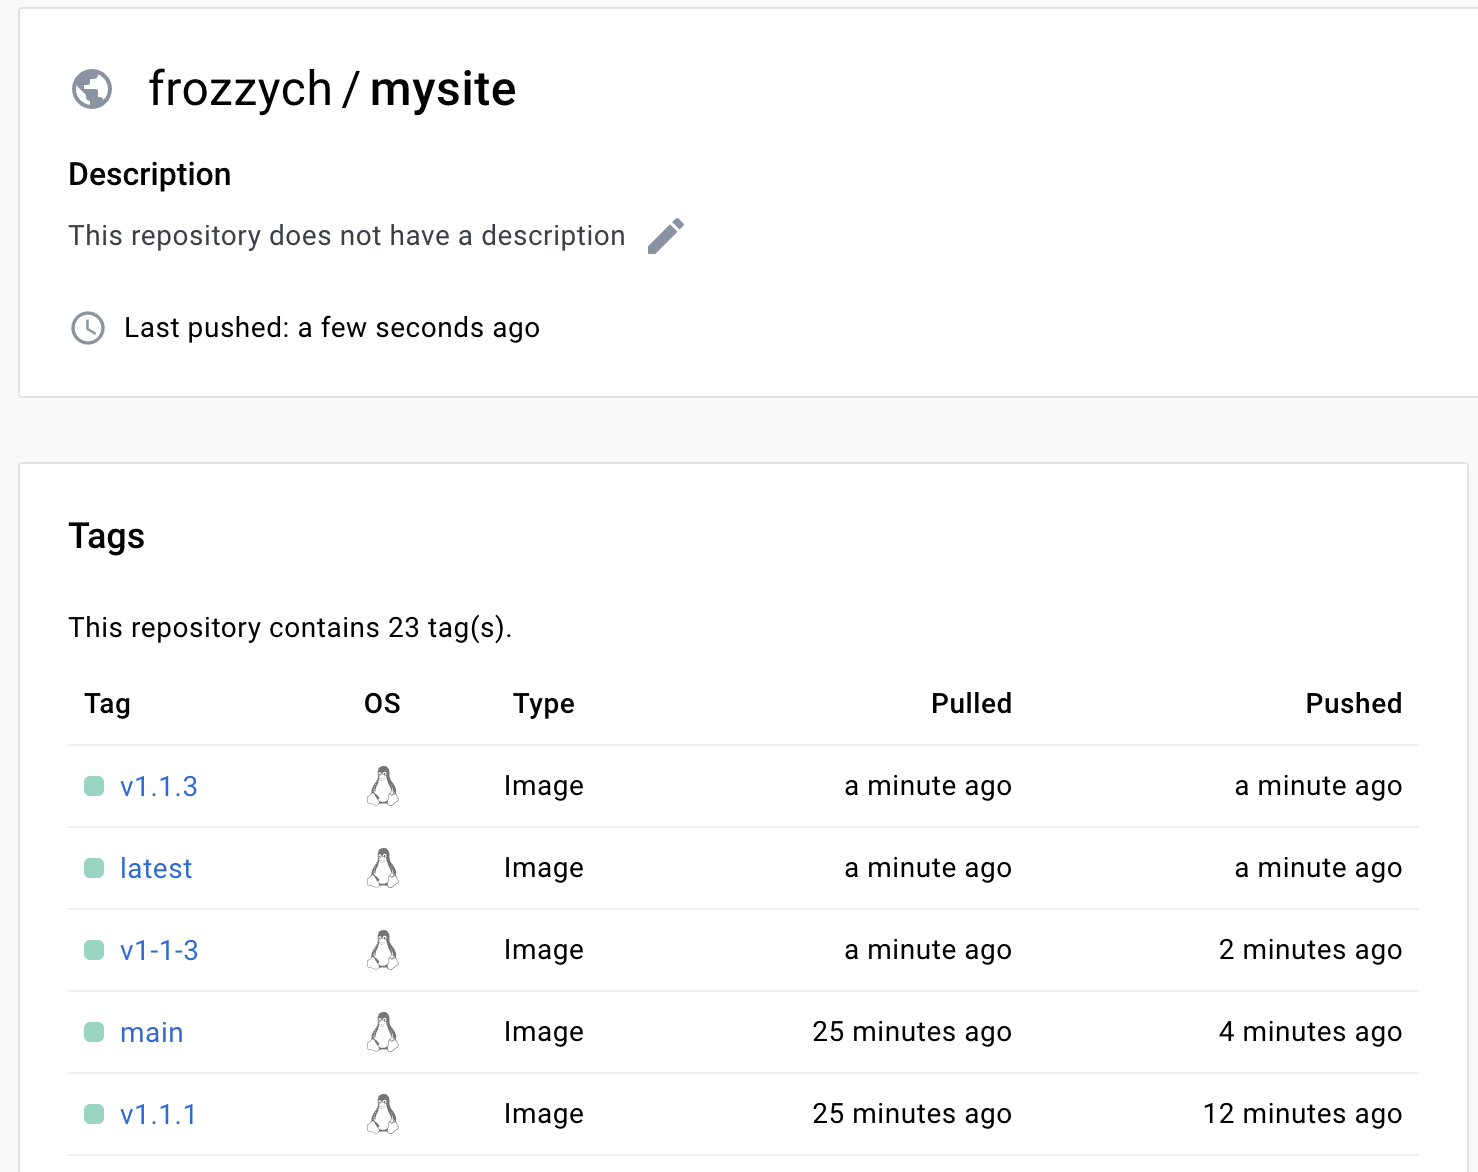 frozzych / mysite
Description
This repository does not have a description
Last pushed: a few seconds ago
Tags
This repository contains 23 tag(s).
Tag OS Type Pulled Pushed
v1.1.3 Image a minute ago a minute ago
latest Image a minute ago a minute ago
v1-1-3 Image a minute ago 2 minutes ago
main Image 25 minutes ago 4 minutes ago
v1.1.1 Image 25 minutes ago 12 minutes ago